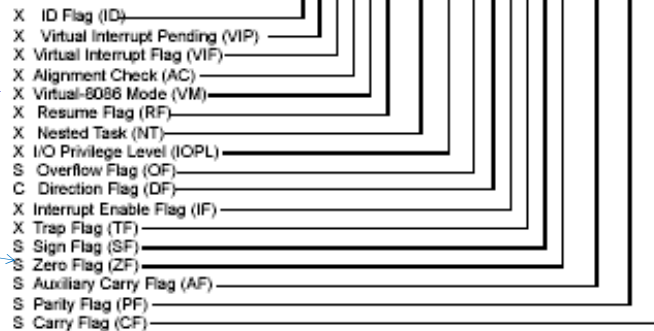 X ID Flag (ID)
X Virtual Interrupt Pending (VIP)
X Virtual Interrupt Flag (VIF)
X Alignment Check (AC)
X Virtual-8086 Mode (VM)
X Resume Flag (RF)
X Nested Task (NT)
X I/O Privilege Level (IOPL)
S Overflow Flag (OF)
C Direction Flag (DF)
X Interrupt Enable Flag (IF)
X Trap Flag (TF)
S Sign Flag (SF)
S Zero Flag (ZF)
S Auxiliary Carry Flag (AF)
S Parity Flag (PF)
S Carry Flag (CF)